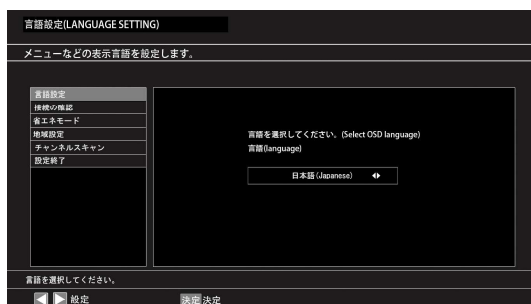 言語設定(LANGUAGE SETTING)
メニューなどの表示言語を設定します。
言語設定
接続の確認
省エネモード
地域設定
チャンネルスキャン
設定終了
言語を選択してください。(Select OSD language)
言語(language)
日本語(Japanese)
言語を選択してください。
設定
決定 決定